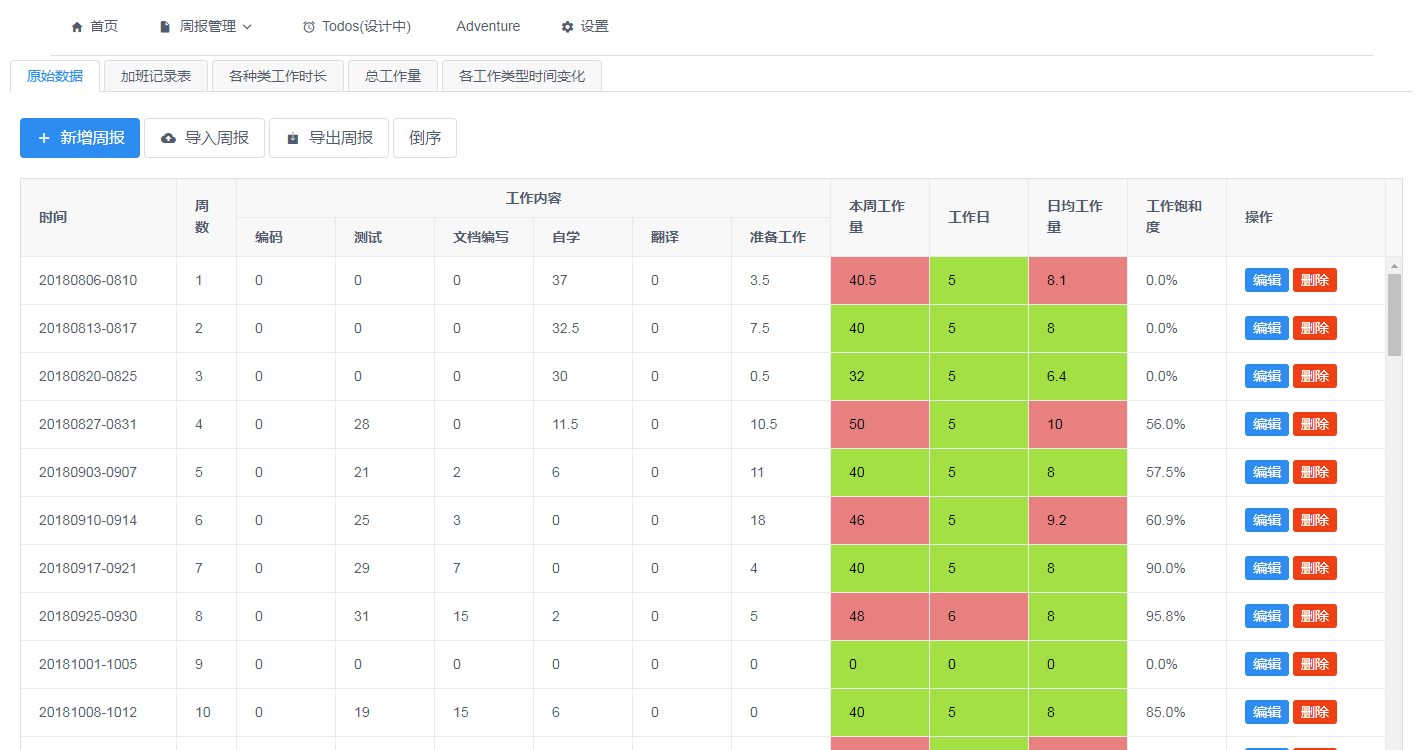 首页 周报管理 Todos(设计中) Adventure 设置
原始数据 加班记录表 各种类工作时长 总工作量 各工作类型时间变化
+ 新增周报 导入周报 导出周报 倒序
时间 周数 工作内容 本周工作量 工作日 日均工作量 工作饱和度 操作
编码 测试 文档编写 自学 翻译 准备工作
20180806-0810 1 0 0 0 37 0 3.5 40.5 5 8.1 0.0% 编辑 删除
20180813-0817 2 0 0 0 32.5 0 7.5 40 5 8 0.0% 编辑 删除
20180820-0825 3 0 0 0 30 0 0.5 32 5 6.4 0.0% 编辑 删除
20180827-0831 4 0 28 0 11.5 0 10.5 50 5 10 56.0% 编辑 删除
20180903-0907 5 0 21 2 6 0 11 40 5 8 57.5% 编辑 删除
20180910-0914 6 0 25 3 0 0 18 46 5 9.2 60.9% 编辑 删除
20180917-0921 7 0 29 7 0 0 4 40 5 8 90.0% 编辑 删除
20180925-0930 8 0 31 15 2 0 5 48 6 8 95.8% 编辑 删除
20181001-1005 9 0 0 0 0 0 0 0 0 0 0.0% 编辑 删除
20181008-1012 10 0 19 15 6 0 0 40 5 8 85.0% 编辑 删除